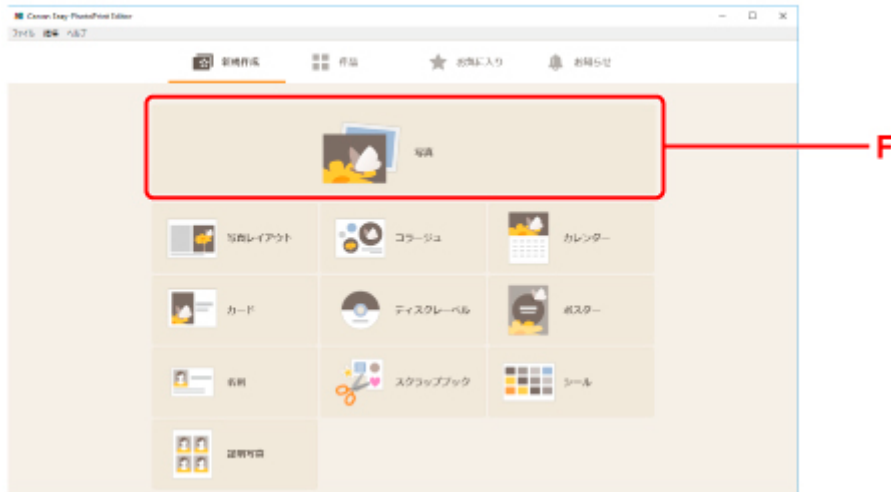 Canon Easy-PhotoPrint Editor
ファイル 編集 ヘルプ
新規作成 作品 お気に入り お知らせ
写真
F
写真レイアウト コラージュ カレンダー
カード ディスクレーベル ポスター
名刺 スクラップブック シール
証明写真